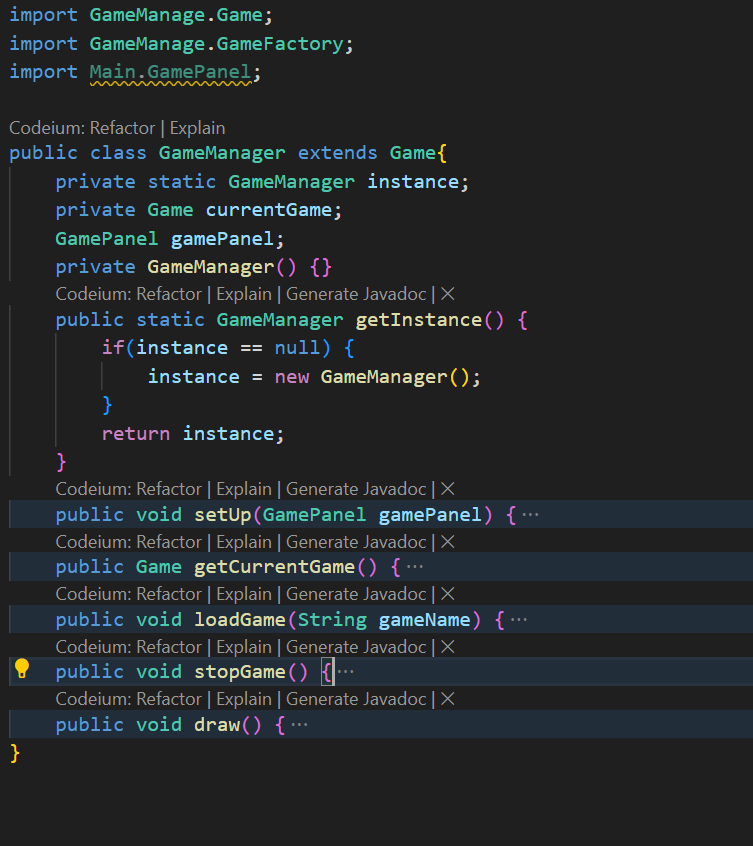 import GameManage.Game;
import GameManage.GameFactory;
import Main.GamePanel;
Codeium: Refactor | Explain
public class GameManager extends Game{
    private static GameManager instance;
    private Game currentGame;
    GamePanel gamePanel;
    private GameManager() {}
    Codeium: Refactor | Explain | Generate Javadoc | ×
    public static GameManager getInstance() {
        if(instance == null) {
            instance = new GameManager();
        }
        return instance;
    }
    Codeium: Refactor | Explain | Generate Javadoc | ×
    public void setUp(GamePanel gamePanel) { ···
    Codeium: Refactor | Explain | Generate Javadoc | ×
    public Game getCurrentGame() { ···
    Codeium: Refactor | Explain | Generate Javadoc | ×
    public void loadGame(String gameName) { ···
    Codeium: Refactor | Explain | Generate Javadoc | ×
    public void stopGame() { ···
    Codeium: Refactor | Explain | Generate Javadoc | ×
    public void draw() { ···
}